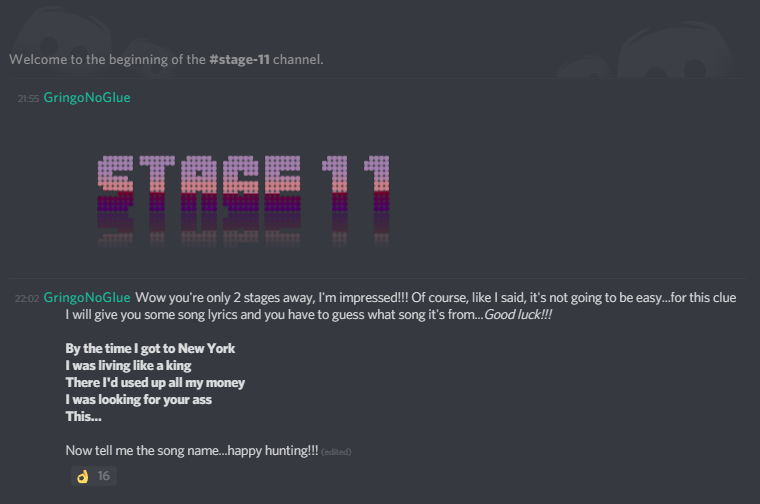 Welcome to the beginning of the #stage-11 channel.
21:55 GringoNoGlue
STAGE 11
22:02 GringoNoGlue Wow you're only 2 stages away, I'm impressed!!! Of course, like I said, it's not going to be easy...for this clue
I will give you some song lyrics and you have to guess what song it's from...Good luck!!!
By the time I got to New York
I was living like a king
There I'd used up all my money
I was looking for your ass
This...
Now tell me the song name...happy hunting!!! (edited)
👌 16